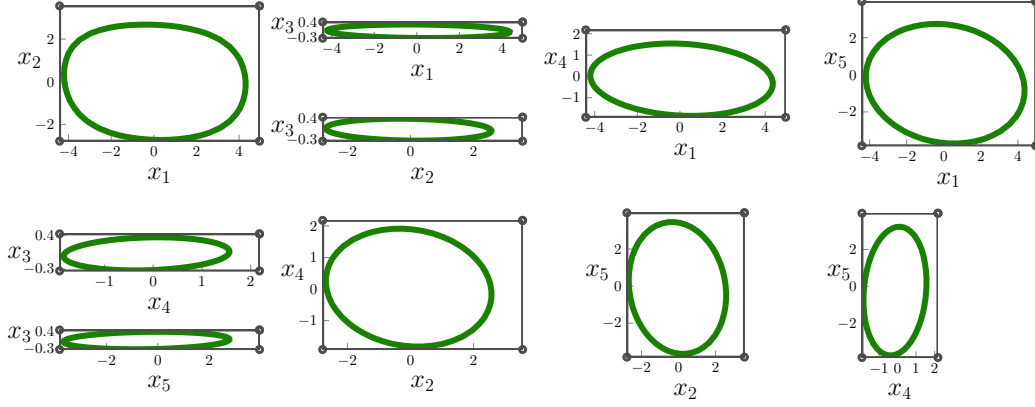 x₂ 2 0 −2 −4 −2 0 2 4 x₁
x₃ 0.4 −0.3 −4 −2 0 2 4 x₁
x₃ 0.4 −0.3 −2 0 2 x₂
x₄ 2 1 0 −1 −4 −2 0 2 4 x₁
x₅ 2 0 −2 −4 −2 0 2 4 x₁
x₃ 0.4 −0.3 −1 0 1 2 x₄
x₃ 0.4 −0.3 −2 0 2 x₅
x₄ 2 1 0 −1 −2 0 2 x₂
x₅ 2 0 −2 −2 0 2 x₂
x₅ 2 0 −2 −1 0 1 2 x₄